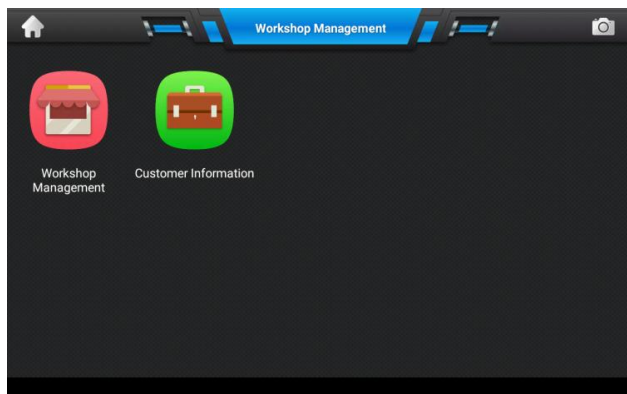 Workshop Management
Workshop
Management
Customer Information